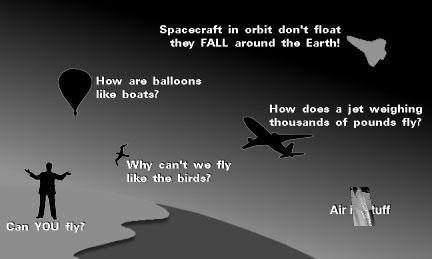 Spacecraft in orbit don't float
they FALL around the Earth!
How are balloons
like boats?
How does a jet weighing
thousands of pounds fly?
Why can't we fly
like the birds?
Air tuff
Can YOU fly?